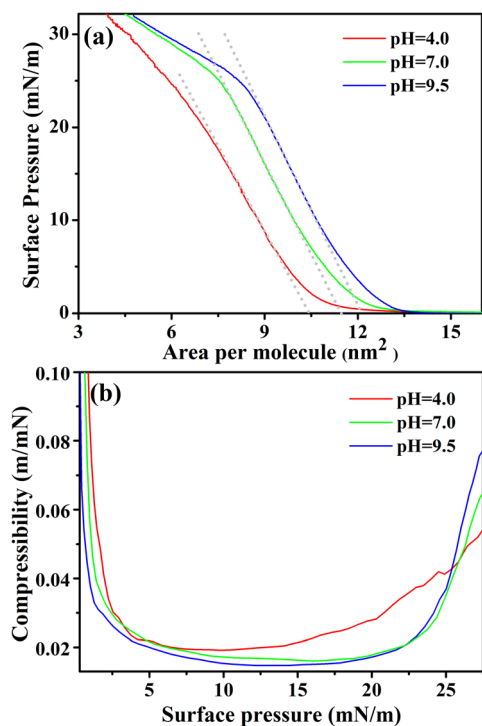 (a)
pH=4.0
pH=7.0
pH=9.5
Surface Pressure (mN/m)
30
20
10
0
3 6 9 12 15
Area per molecule (nm²)
(b)
pH=4.0
pH=7.0
pH=9.5
Compressibility (m/mN)
0.10
0.08
0.06
0.04
0.02
5 10 15 20 25
Surface pressure (mN/m)